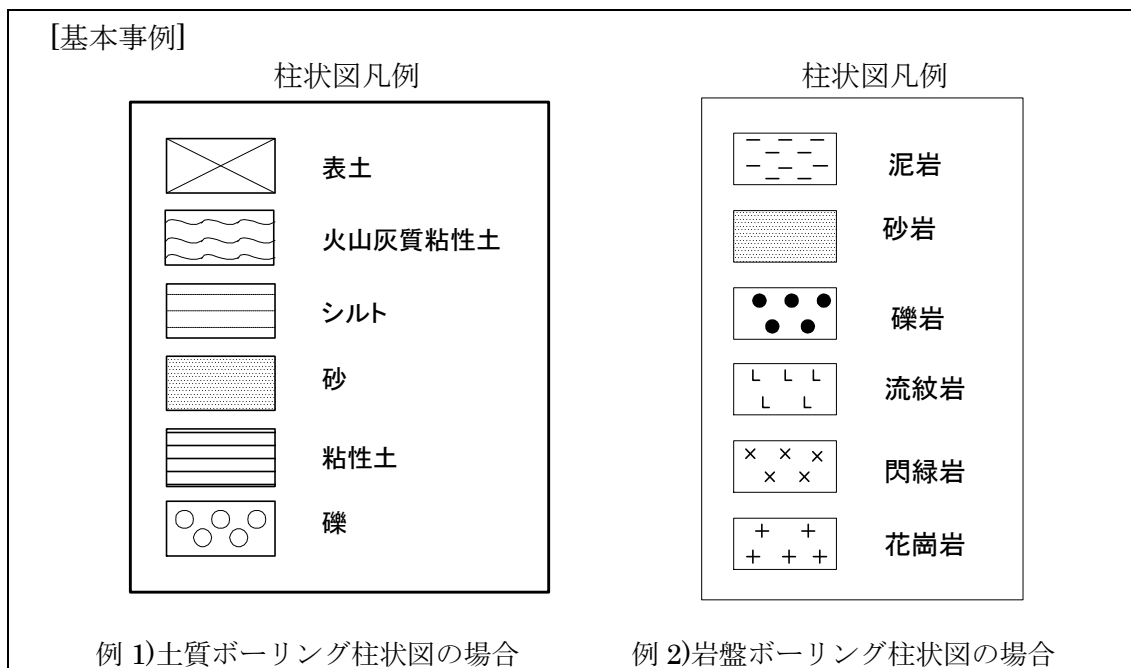 [基本事例]
柱状図凡例
表土
火山灰質粘性土
シルト
砂
粘性土
礫
例 1)土質ボーリング柱状図の場合
柱状図凡例
泥岩
砂岩
礫岩
流紋岩
閃緑岩
花崗岩
例 2)岩盤ボーリング柱状図の場合